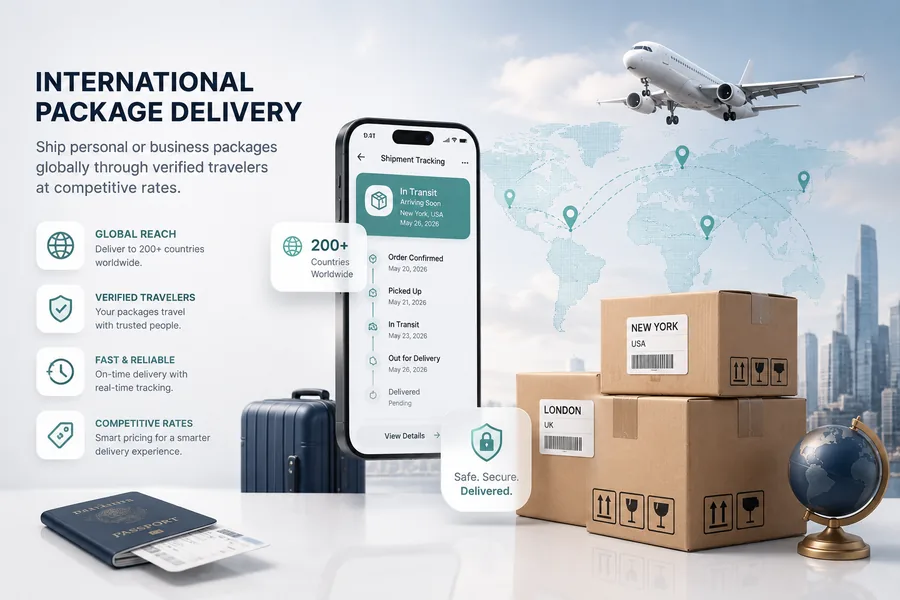 INTERNATIONAL
PACKAGE DELIVERY
Ship personal or business packages
globally through verified travelers
at competitive rates.
GLOBAL REACH
Deliver to 200+ countries
worldwide.
VERIFIED TRAVELERS
Your packages travel
with trusted people.
FAST & RELIABLE
On-time delivery with
real-time tracking.
COMPETITIVE RATES
Smart pricing for a smarter
delivery experience.
200+
Countries
Worldwide
Shipment Tracking
In Transit
Arriving Soon
New York, USA
May 26, 2026
Order Confirmed
May 20, 2026
Picked Up
May 21, 2026
In Transit
May 23, 2026
Out for Delivery
May 26, 2026
Delivered
Pending
View Details
Safe. Secure.
Delivered.
NEW YORK
USA
LONDON
UK
PASSPORT